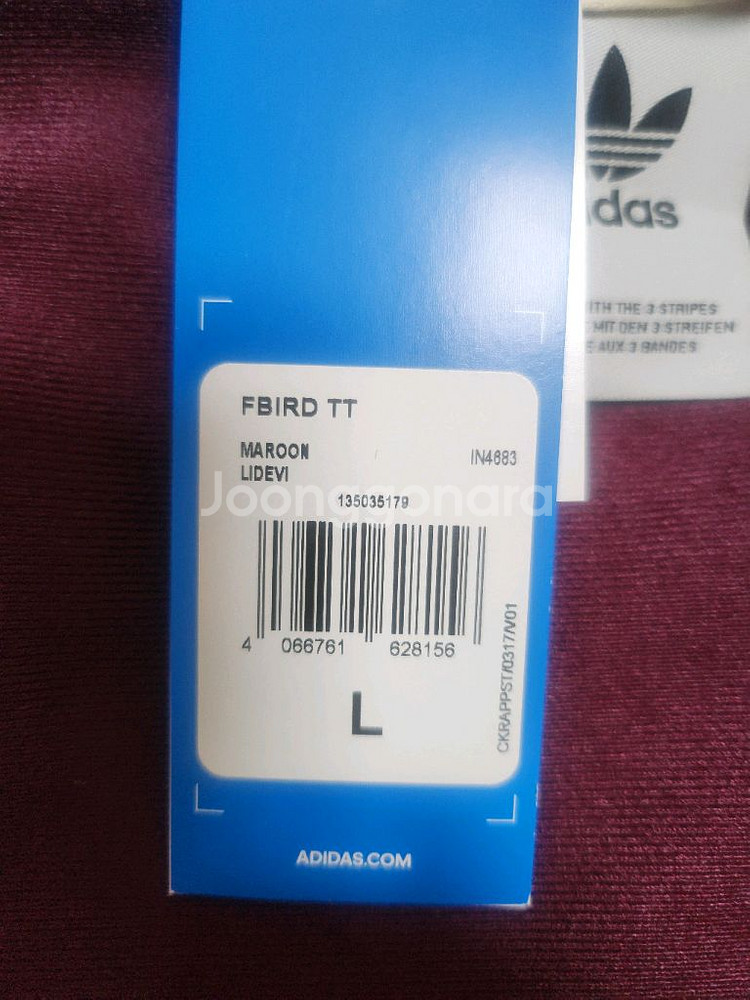 adidas
ITH THE 3 STRIPES
MIT DEN 3 STREIFEN
E AUX 3 BANDES
FBIRD TT
MAROON
LIDEVI
IN4683
135035179
Joonggonara
4 066761 628156
L
CKRAPPST/0317/V01
ADIDAS.COM